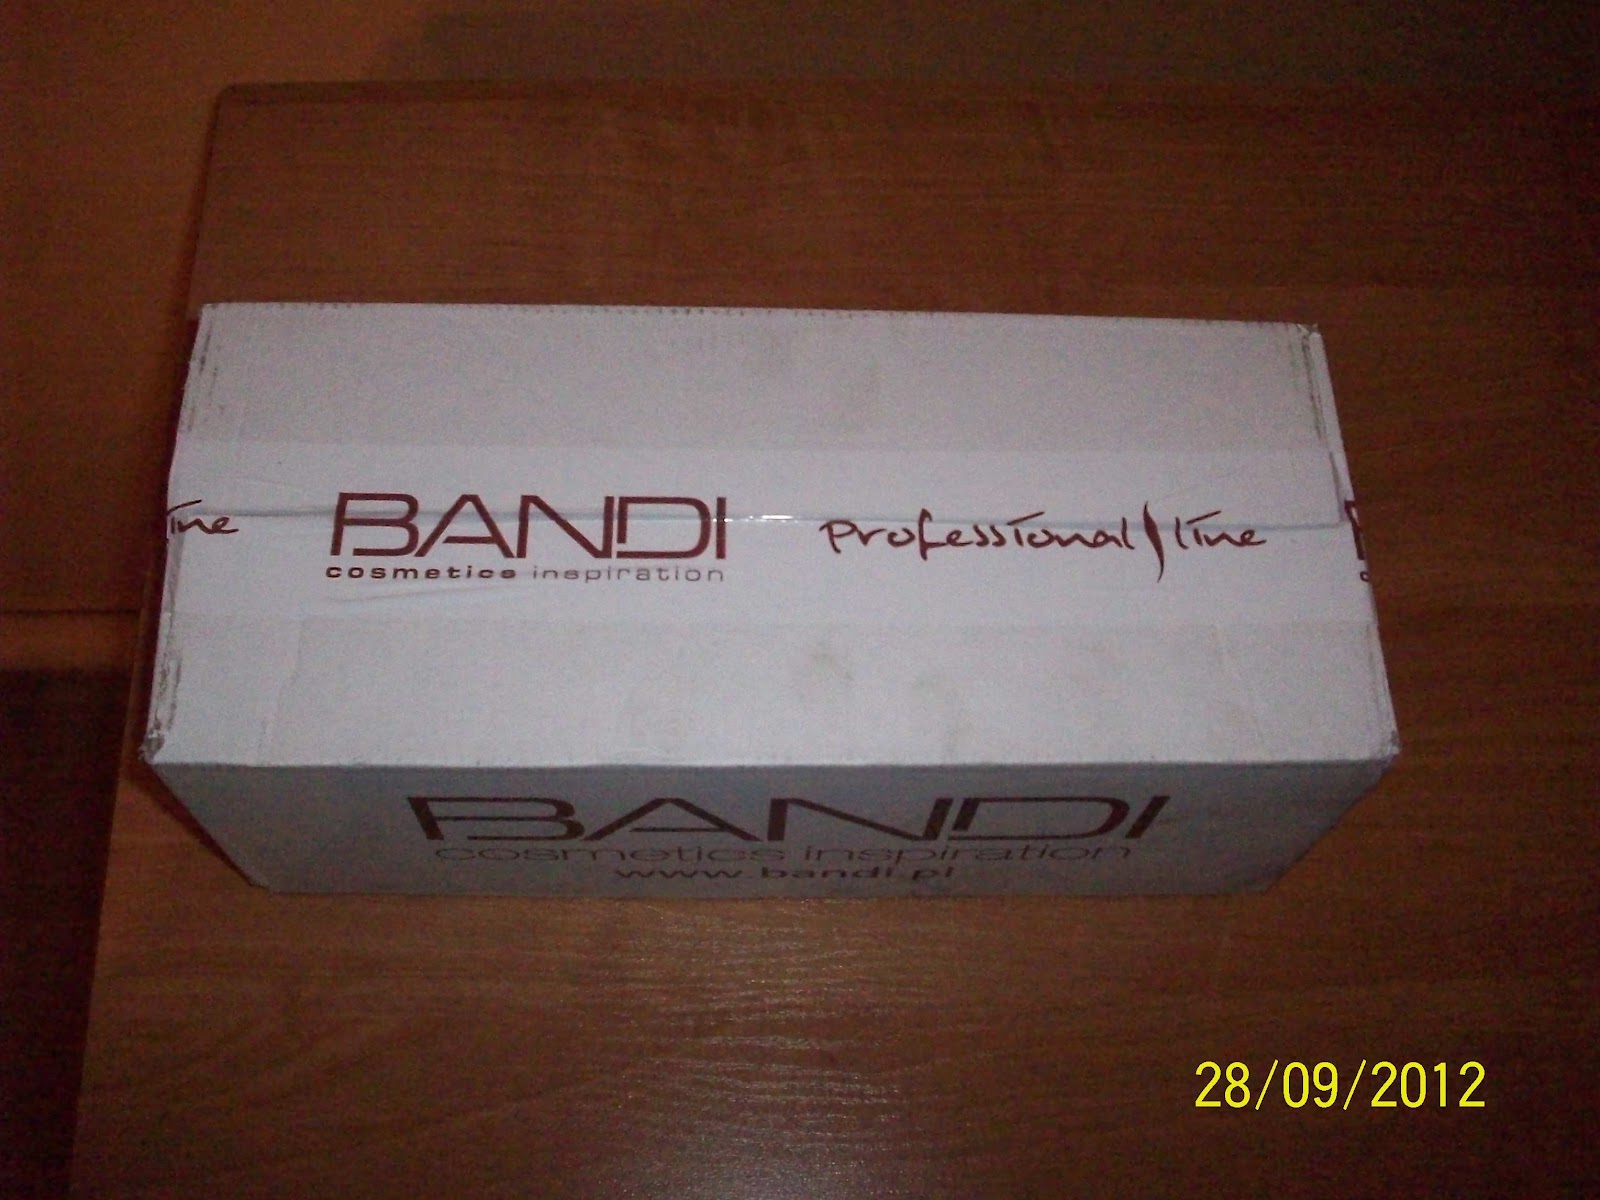 line
BANDI professional line
cosmetics inspiration
BANDI
cosmetics inspiration
www.bandi.pl
28/09/2012